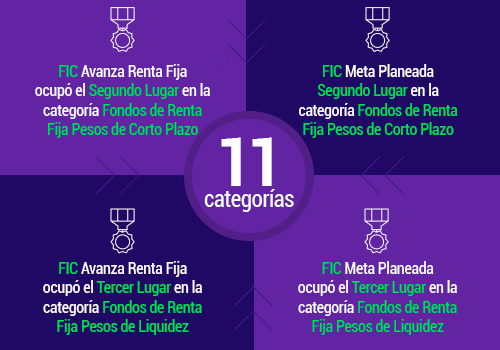 FIC Avanza Renta Fija
ocupó el Segundo Lugar en la
categoría Fondos de Renta
Fija Pesos de Corto Plazo
FIC Meta Planeada
Segundo Lugar en la
categoría Fondos de Renta
Fija Pesos de Corto Plazo
11
categorías
FIC Avanza Renta Fija
ocupó el Tercer Lugar en la
categoría Fondos de Renta
Fija Pesos de Liquidez
FIC Meta Planeada
ocupó el Tercer Lugar en la
categoría Fondos de Renta
Fija Pesos de Liquidez